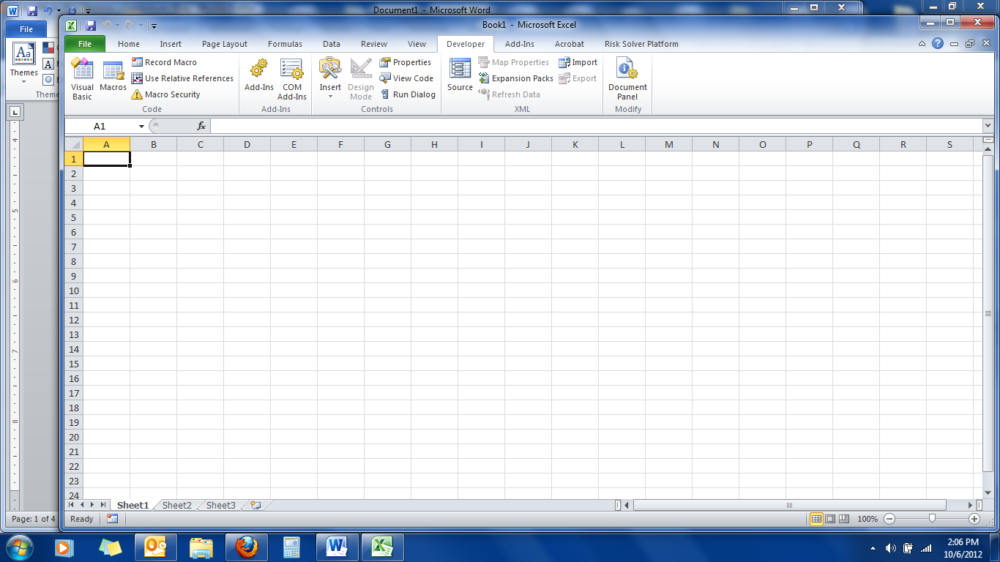 Document1 - Microsoft Word
File
Themes
Page: 1 of 4
Book1 - Microsoft Excel
File Home Insert Page Layout Formulas Data Review View Developer Add-Ins Acrobat Risk Solver Platform
Visual Basic
Macros
Record Macro
Use Relative References
Macro Security
Code
Add-Ins
COM Add-Ins
Add-Ins
Insert
Design Mode
Properties
View Code
Run Dialog
Controls
Source
Map Properties
Expansion Packs
Refresh Data
Import
Export
XML
Document Panel
Modify
A1 fx
A B C D E F G H I J K L M N O P Q R S
1
2
3
4
5
6
7
8
9
10
11
12
13
14
15
16
17
18
19
20
21
22
23
24
Sheet1 Sheet2 Sheet3
Ready 100%
2:06 PM
10/6/2012